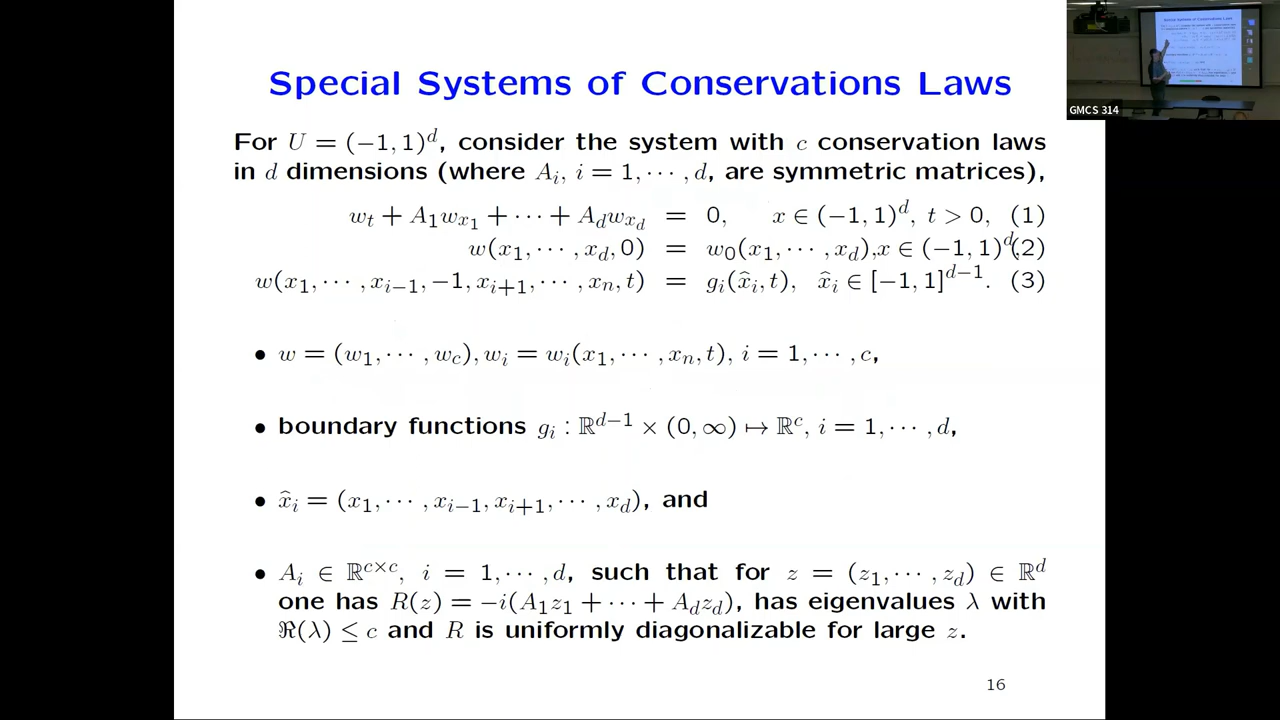 Special Systems of Conservations Laws
For U = (−1, 1)^d, consider the system with c conservation laws
in d dimensions (where A_i, i = 1, ⋯ , d, are symmetric matrices),
w_t + A_1 w_{x_1} + ⋯ + A_d w_{x_d} = 0, x ∈ (−1, 1)^d, t > 0, (1)
w(x_1, ⋯ , x_d, 0) = w_0(x_1, ⋯ , x_d), x ∈ (−1, 1)^d, (2)
w(x_1, ⋯ , x_{i−1}, −1, x_{i+1}, ⋯ , x_n, t) = g_i(x̂_i, t), x̂_i ∈ [−1, 1]^{d−1}. (3)
• w = (w_1, ⋯ , w_c), w_i = w_i(x_1, ⋯ , x_n, t), i = 1, ⋯ , c,
• boundary functions g_i : ℝ^{d−1} × (0, ∞) ↦ ℝ^c, i = 1, ⋯ , d,
• x̂_i = (x_1, ⋯ , x_{i−1}, x_{i+1}, ⋯ , x_d), and
• A_i ∈ ℝ^{c×c}, i = 1, ⋯ , d, such that for z = (z_1, ⋯ , z_d) ∈ ℝ^d
one has R(z) = −i(A_1 z_1 + ⋯ + A_d z_d), has eigenvalues λ with
ℜ(λ) ≤ c and R is uniformly diagonalizable for large z.
16
GMCS 314